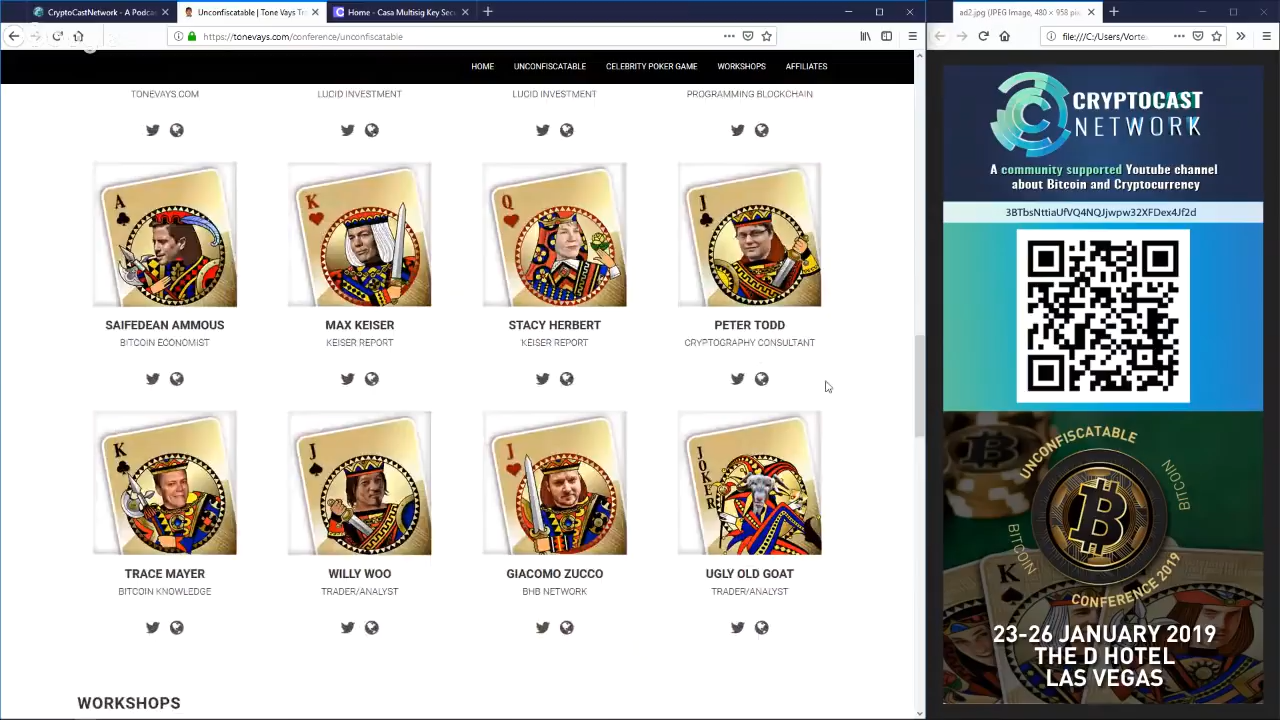 CryptoCastNetwork - A Podca
Unconfiscatable | Tone Vays Tr
Home - Casa Multisig Key Sec
https://tonevays.com/conference/unconfiscatable
HOME
UNCONFISCATABLE
CELEBRITY POKER GAME
WORKSHOPS
AFFILIATES
TONEVAYS.COM
LUCID INVESTMENT
LUCID INVESTMENT
PROGRAMMING BLOCKCHAIN
A
K
Q
J
SAIFEDEAN AMMOUS
MAX KEISER
STACY HERBERT
PETER TODD
BITCOIN ECONOMIST
KEISER REPORT
KEISER REPORT
CRYPTOGRAPHY CONSULTANT
K
J
J
JOKER
TRACE MAYER
WILLY WOO
GIACOMO ZUCCO
UGLY OLD GOAT
BITCOIN KNOWLEDGE
TRADER/ANALYST
BHB NETWORK
TRADER/ANALYST
WORKSHOPS
ad2.jpg (JPEG Image, 480 × 958 pix
file:///C:/Users/Vorte
CRYPTOCAST
NETWORK
A community supported Youtube channel
about Bitcoin and Cryptocurrency
3BTbsNttiaUfVQ4NQJjwpw32XFDex4Jf2d
UNCONFISCATABLE
BITCOIN
BITCOIN
K
CONFERENCE 2019
23-26 JANUARY 2019
THE D HOTEL
LAS VEGAS